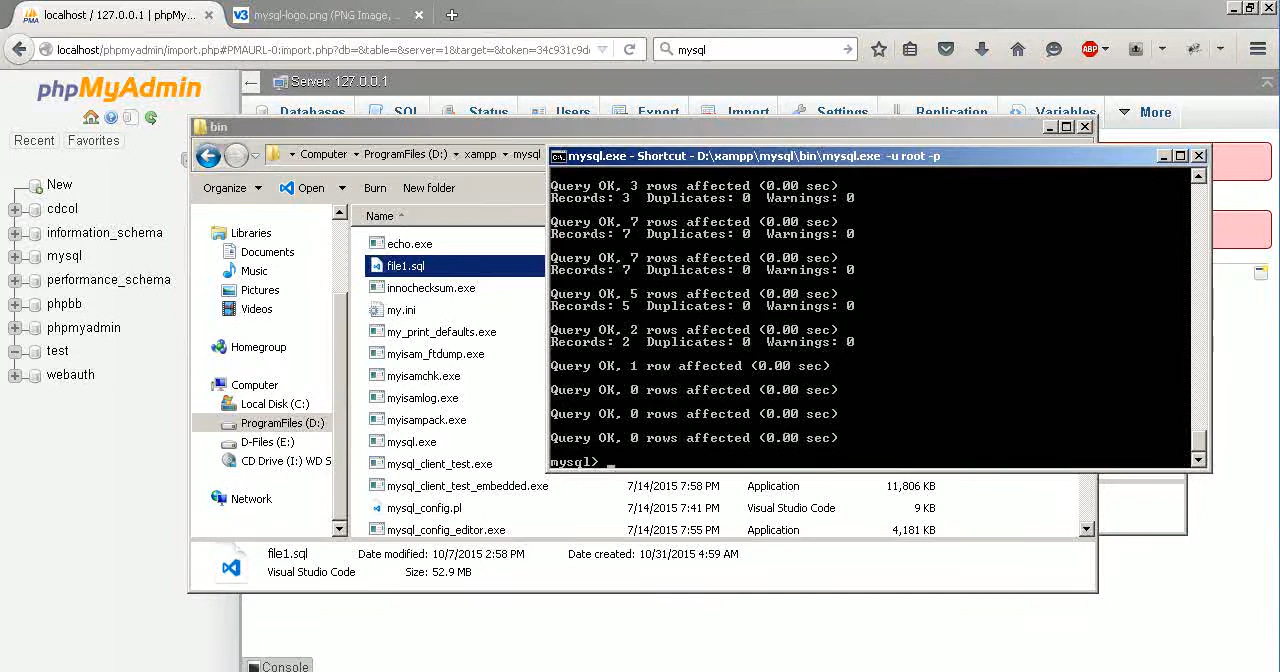 localhost / 127.0.0.1 | phpMy...
mysql-logo.png (PNG Image, ...
localhost/phpmyadmin/import.php#PMAURL-0:import.php?db=&table=&server=1&target=&token=34c931c9d
mysql
ABP
phpMyAdmin
Recent
Favorites
New
cdcol
information_schema
mysql
performance_schema
phpbb
phpmyadmin
test
webauth
Server: 127.0.0.1
Databases
SQL
Status
Users
Export
Import
Settings
Replication
Variables
More
bin
Computer
ProgramFiles (D:)
xampp
mysql
Organize
Open
Burn
New folder
Libraries
Documents
Music
Pictures
Videos
Homegroup
Computer
Local Disk (C:)
ProgramFiles (D:)
D-Files (E:)
CD Drive (I:) WD S
Network
Name
echo.exe
file1.sql
innochecksum.exe
my.ini
my_print_defaults.exe
myisam_ftdump.exe
myisamchk.exe
myisamlog.exe
myisampack.exe
mysql.exe
mysql_client_test.exe
mysql_client_test_embedded.exe 7/14/2015 7:58 PM Application 11,806 KB
mysql_config.pl 7/14/2015 7:41 PM Visual Studio Code 9 KB
mysql_config_editor.exe 7/14/2015 7:55 PM Application 4,181 KB
file1.sql Date modified: 10/7/2015 2:58 PM Date created: 10/31/2015 4:59 AM
Visual Studio Code Size: 52.9 MB
mysql.exe - Shortcut - D:\xampp\mysql\bin\mysql.exe -u root -p
Query OK, 3 rows affected (0.00 sec)
Records: 3 Duplicates: 0 Warnings: 0
Query OK, 7 rows affected (0.00 sec)
Records: 7 Duplicates: 0 Warnings: 0
Query OK, 7 rows affected (0.00 sec)
Records: 7 Duplicates: 0 Warnings: 0
Query OK, 5 rows affected (0.00 sec)
Records: 5 Duplicates: 0 Warnings: 0
Query OK, 2 rows affected (0.00 sec)
Records: 2 Duplicates: 0 Warnings: 0
Query OK, 1 row affected (0.00 sec)
Query OK, 0 rows affected (0.00 sec)
Query OK, 0 rows affected (0.00 sec)
Query OK, 0 rows affected (0.00 sec)
mysql> _
Console